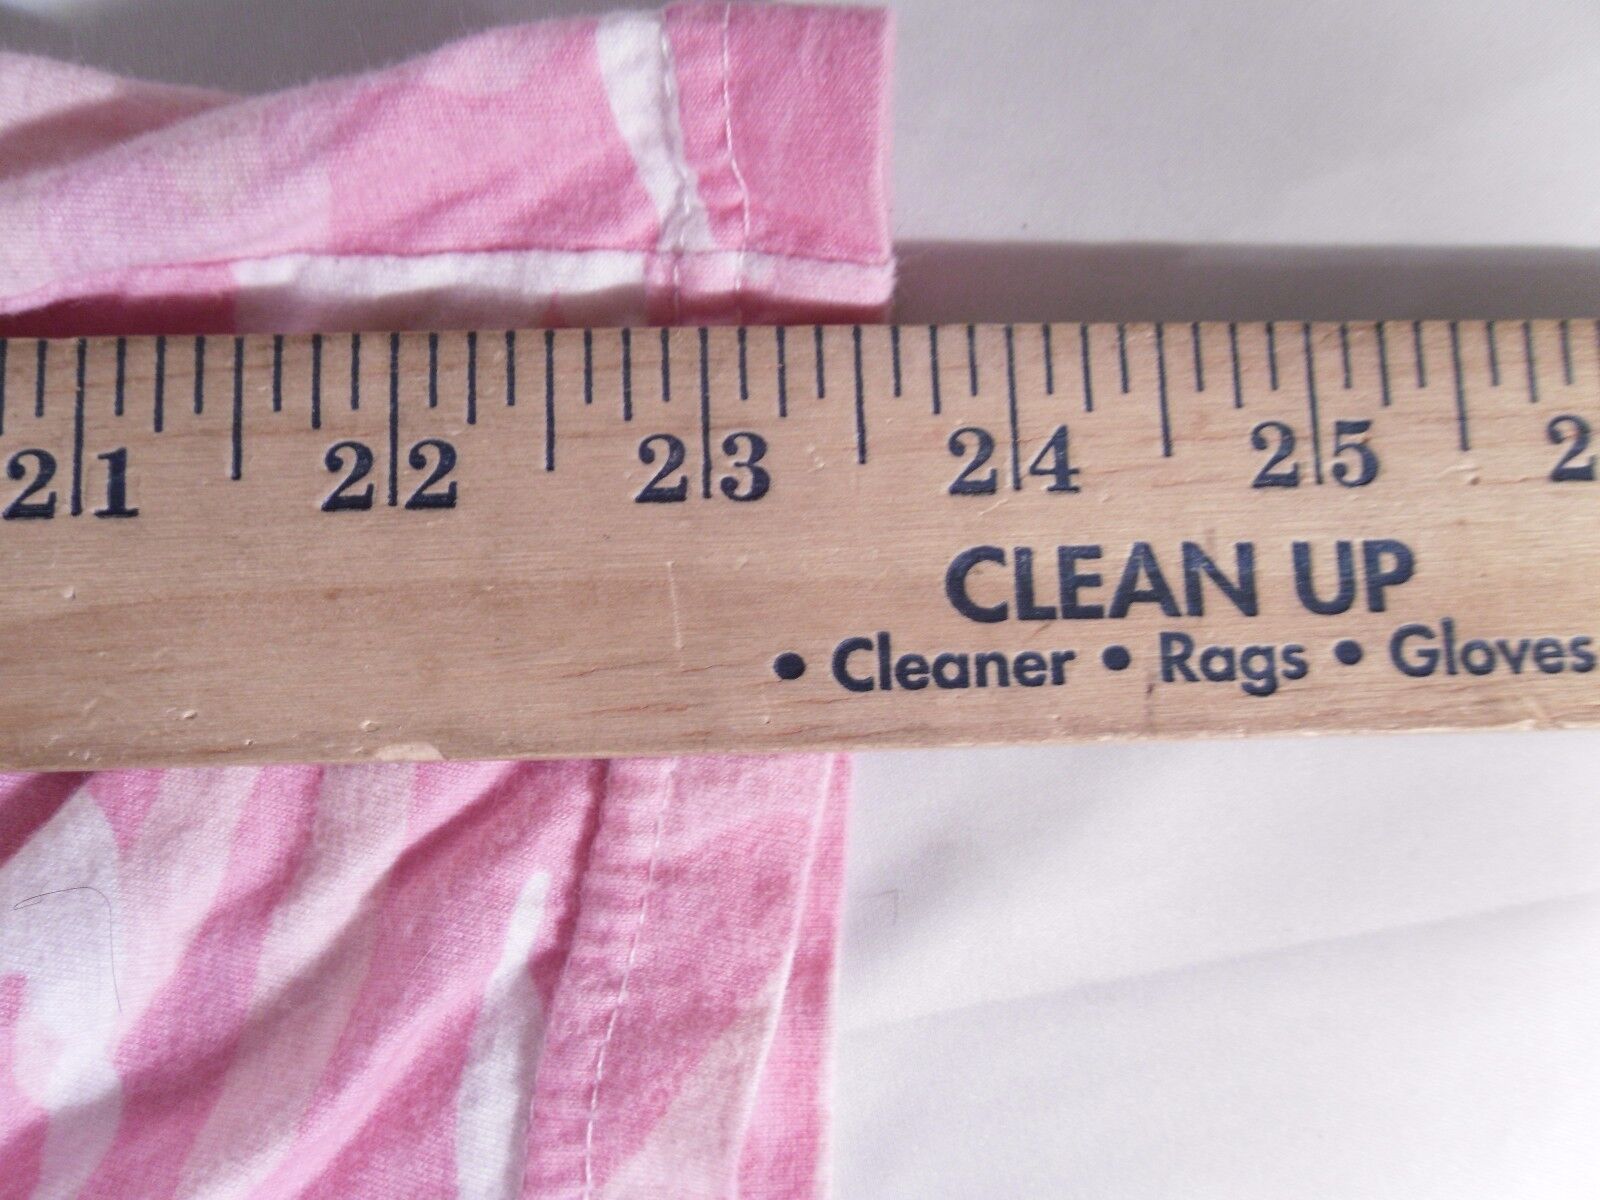 21 22 23 24 25 2
CLEAN UP
• Cleaner • Rags • Gloves